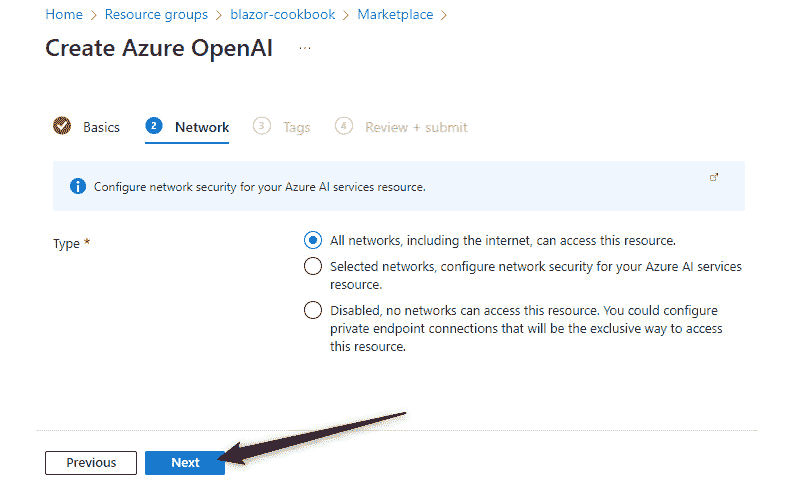 Home > Resource groups > blazor-cookbook > Marketplace >
Create Azure OpenAI ...
Basics 2 Network 3 Tags 4 Review + submit
Configure network security for your Azure AI services resource.
Type *
All networks, including the internet, can access this resource.
Selected networks, configure network security for your Azure AI services
resource.
Disabled, no networks can access this resource. You could configure
private endpoint connections that will be the exclusive way to access
this resource.
Previous Next